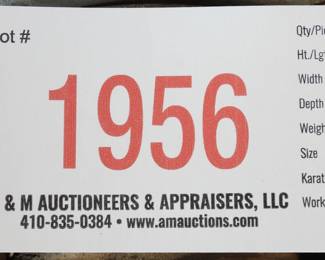 ot #
1956
& M AUCTIONEERS & APPRAISERS, LLC
410-835-0384 • www.amauctions.com
Qty/Pi
Ht./Lg
Width
Depth
Weigh
Size
Karat
Work